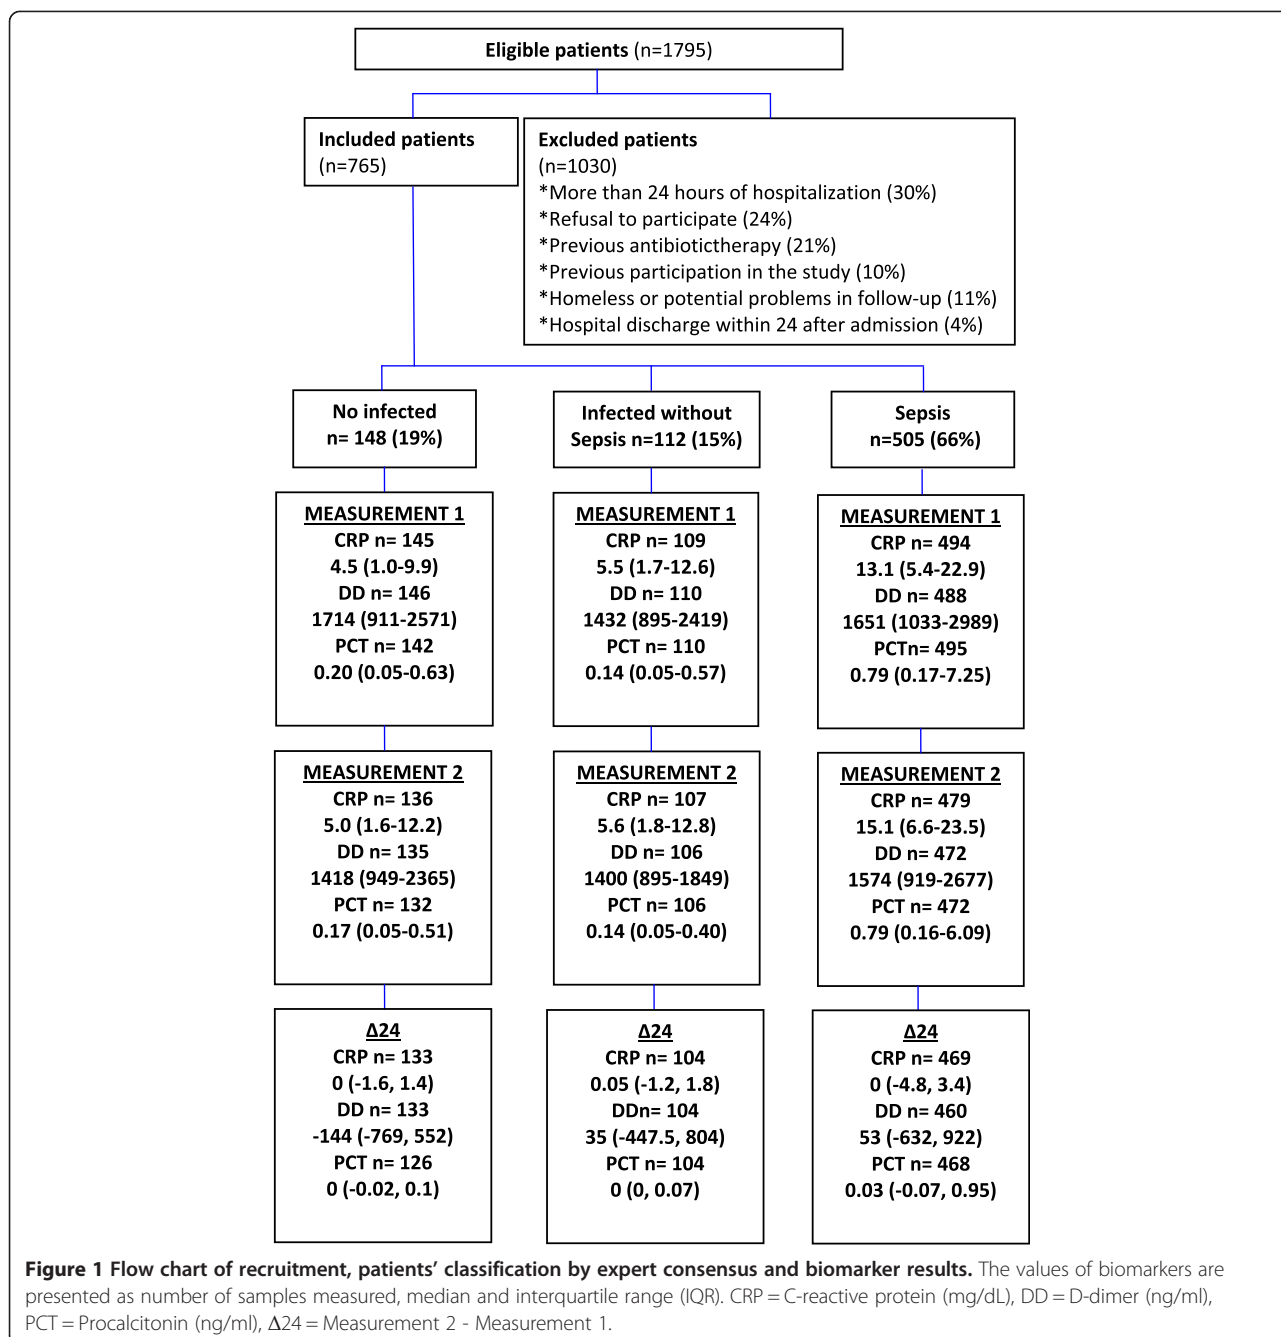 Eligible patients (n=1795)
Included patients
(n=765)
Excluded patients
(n=1030)
*More than 24 hours of hospitalization (30%)
*Refusal to participate (24%)
*Previous antibiotictherapy (21%)
*Previous participation in the study (10%)
*Homeless or potential problems in follow-up (11%)
*Hospital discharge within 24 after admission (4%)
No infected
n= 148 (19%)
Infected without
Sepsis n=112 (15%)
Sepsis
n=505 (66%)
MEASUREMENT 1
CRP n= 145
4.5 (1.0-9.9)
DD n= 146
1714 (911-2571)
PCT n= 142
0.20 (0.05-0.63)
MEASUREMENT 1
CRP n= 109
5.5 (1.7-12.6)
DD n= 110
1432 (895-2419)
PCT n= 110
0.14 (0.05-0.57)
MEASUREMENT 1
CRP n= 494
13.1 (5.4-22.9)
DD n= 488
1651 (1033-2989)
PCTn= 495
0.79 (0.17-7.25)
MEASUREMENT 2
CRP n= 136
5.0 (1.6-12.2)
DD n= 135
1418 (949-2365)
PCT n= 132
0.17 (0.05-0.51)
MEASUREMENT 2
CRP n= 107
5.6 (1.8-12.8)
DD n= 106
1400 (895-1849)
PCT n= 106
0.14 (0.05-0.40)
MEASUREMENT 2
CRP n= 479
15.1 (6.6-23.5)
DD n= 472
1574 (919-2677)
PCT n= 472
0.79 (0.16-6.09)
Δ24
CRP n= 133
0 (-1.6, 1.4)
DD n= 133
-144 (-769, 552)
PCT n= 126
0 (-0.02, 0.1)
Δ24
CRP n= 104
0.05 (-1.2, 1.8)
DDn= 104
35 (-447.5, 804)
PCT n= 104
0 (0, 0.07)
Δ24
CRP n= 469
0 (-4.8, 3.4)
DD n= 460
53 (-632, 922)
PCT n= 468
0.03 (-0.07, 0.95)
Figure 1 Flow chart of recruitment, patients' classification by expert consensus and biomarker results. The values of biomarkers are
presented as number of samples measured, median and interquartile range (IQR). CRP = C-reactive protein (mg/dL), DD = D-dimer (ng/ml),
PCT = Procalcitonin (ng/ml), Δ24 = Measurement 2 - Measurement 1.